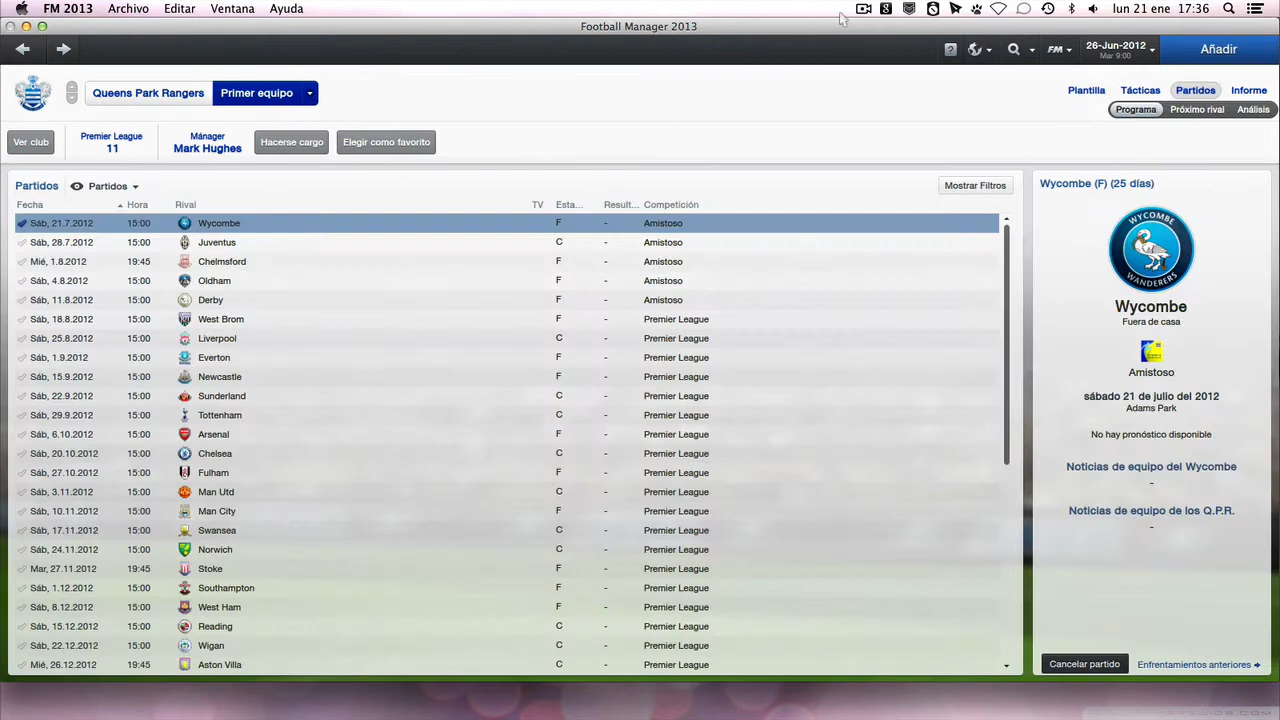 FM 2013 Archivo Editar Ventana Ayuda lun 21 ene 17:36
Football Manager 2013
? FM 26-Jun-2012 Añadir
Mar 9:00
Queens Park Rangers Primer equipo Plantilla Tácticas Partidos Informe
Programa Próximo rival Análisis
Ver club Premier League 11 Mánager Mark Hughes Hacerse cargo Elegir como favorito
Partidos Partidos Mostrar Filtros
Fecha Hora Rival TV Esta... Result... Competición
Sáb, 21.7.2012 15:00 Wycombe F - Amistoso
Sáb, 28.7.2012 15:00 Juventus C - Amistoso
Mié, 1.8.2012 19:45 Chelmsford F - Amistoso
Sáb, 4.8.2012 15:00 Oldham F - Amistoso
Sáb, 11.8.2012 15:00 Derby F - Amistoso
Sáb, 18.8.2012 15:00 West Brom F - Premier League
Sáb, 25.8.2012 15:00 Liverpool C - Premier League
Sáb, 1.9.2012 15:00 Everton F - Premier League
Sáb, 15.9.2012 15:00 Newcastle F - Premier League
Sáb, 22.9.2012 15:00 Sunderland C - Premier League
Sáb, 29.9.2012 15:00 Tottenham C - Premier League
Sáb, 6.10.2012 15:00 Arsenal F - Premier League
Sáb, 20.10.2012 15:00 Chelsea C - Premier League
Sáb, 27.10.2012 15:00 Fulham F - Premier League
Sáb, 3.11.2012 15:00 Man Utd C - Premier League
Sáb, 10.11.2012 15:00 Man City F - Premier League
Sáb, 17.11.2012 15:00 Swansea C - Premier League
Sáb, 24.11.2012 15:00 Norwich C - Premier League
Mar, 27.11.2012 19:45 Stoke F - Premier League
Sáb, 1.12.2012 15:00 Southampton F - Premier League
Sáb, 8.12.2012 15:00 West Ham F - Premier League
Sáb, 15.12.2012 15:00 Reading C - Premier League
Sáb, 22.12.2012 15:00 Wigan C - Premier League
Mié, 26.12.2012 19:45 Aston Villa C - Premier League
Wycombe (F) (25 días)
WYCOMBE
WANDERERS
Wycombe
Fuera de casa
Amistoso
sábado 21 de julio del 2012
Adams Park
No hay pronóstico disponible
Noticias de equipo del Wycombe
-
Noticias de equipo de los Q.P.R.
-
Cancelar partido Enfrentamientos anteriores